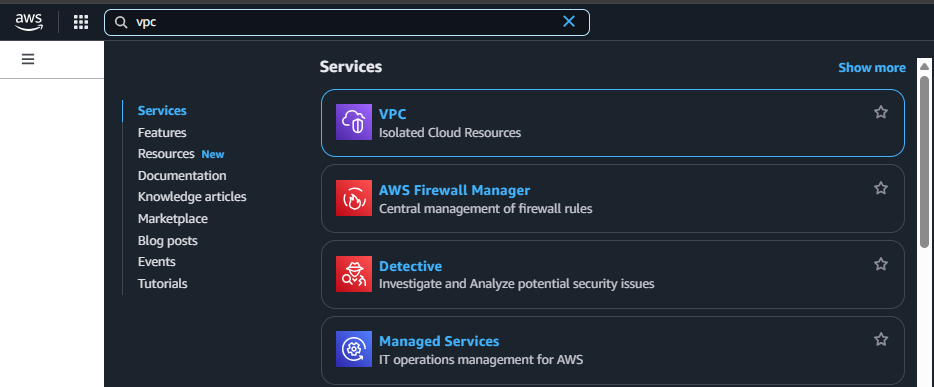 aws
vpc
Services
Show more
Services
Features
Resources New
Documentation
Knowledge articles
Marketplace
Blog posts
Events
Tutorials
VPC
Isolated Cloud Resources
AWS Firewall Manager
Central management of firewall rules
Detective
Investigate and Analyze potential security issues
Managed Services
IT operations management for AWS